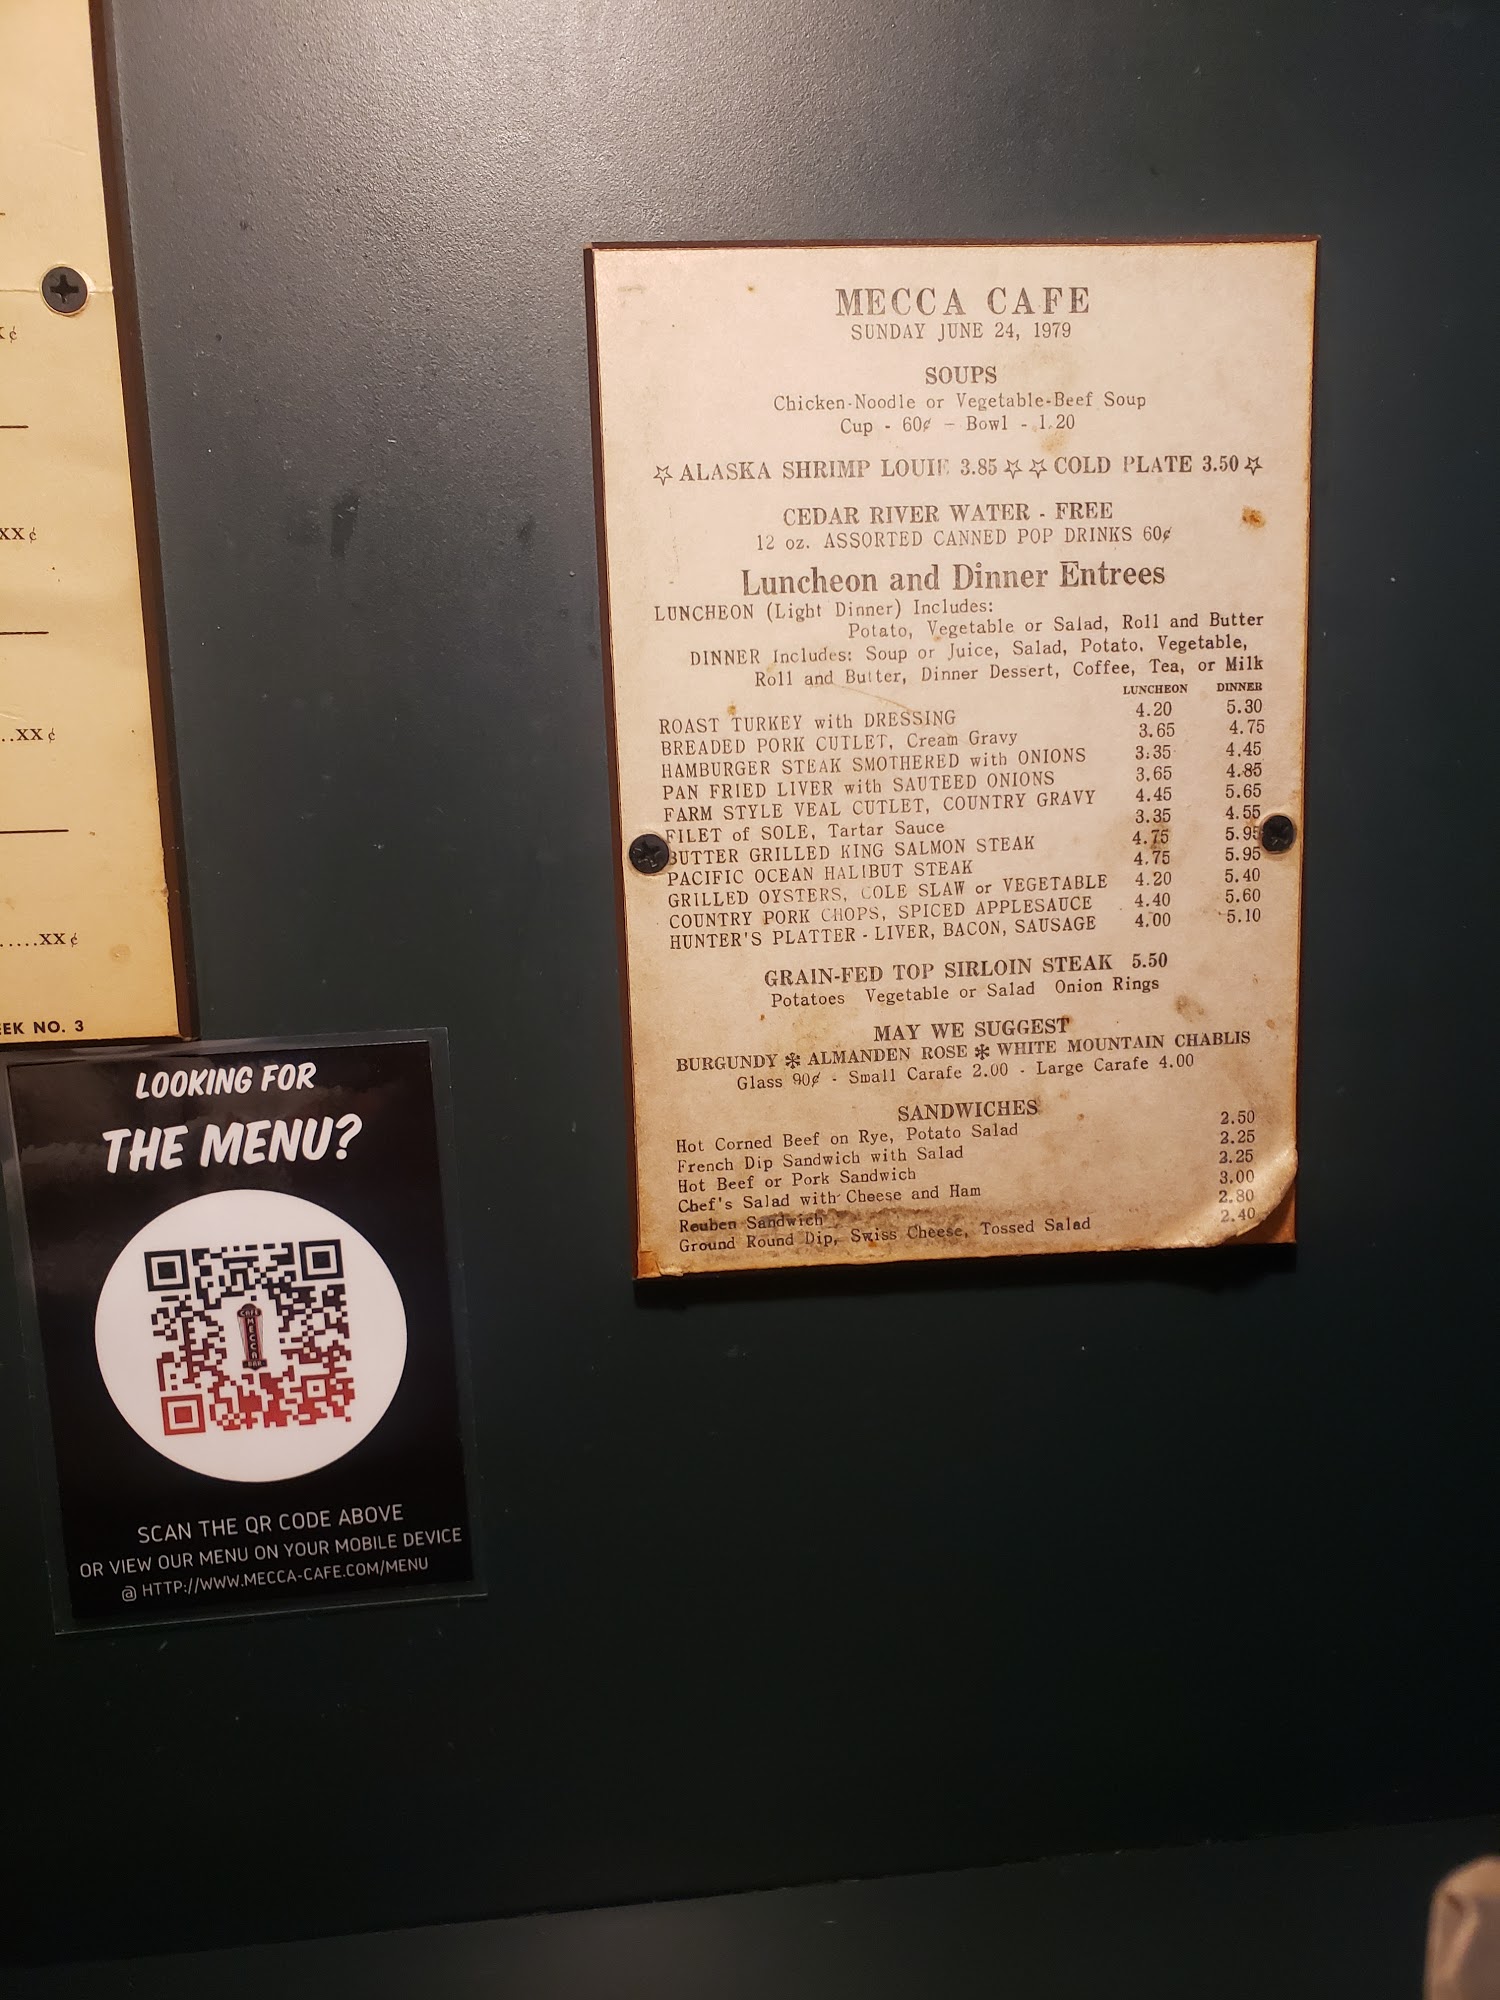 ¢
XX¢
..XX¢
.....XX¢
EEK NO. 3
MECCA CAFE
SUNDAY JUNE 24, 1979
SOUPS
Chicken-Noodle or Vegetable-Beef Soup
Cup - 60¢ - Bowl - 1.20
☆ ALASKA SHRIMP LOUIE 3.85 ☆ ☆ COLD PLATE 3.50 ☆
CEDAR RIVER WATER - FREE
12 oz. ASSORTED CANNED POP DRINKS 60¢
Luncheon and Dinner Entrees
LUNCHEON (Light Dinner) Includes:
Potato, Vegetable or Salad, Roll and Butter
DINNER Includes: Soup or Juice, Salad, Potato, Vegetable,
Roll and Butter, Dinner Dessert, Coffee, Tea, or Milk
LUNCHEON DINNER
ROAST TURKEY with DRESSING 4.20 5.30
BREADED PORK CUTLET, Cream Gravy 3.65 4.75
HAMBURGER STEAK SMOTHERED with ONIONS 3.35 4.45
PAN FRIED LIVER with SAUTEED ONIONS 3.65 4.85
FARM STYLE VEAL CUTLET, COUNTRY GRAVY 4.45 5.65
FILET of SOLE, Tartar Sauce 3.35 4.55
BUTTER GRILLED KING SALMON STEAK 4.75 5.95
PACIFIC OCEAN HALIBUT STEAK 4.75 5.95
GRILLED OYSTERS, COLE SLAW or VEGETABLE 4.20 5.40
COUNTRY PORK CHOPS, SPICED APPLESAUCE 4.40 5.60
HUNTER'S PLATTER - LIVER, BACON, SAUSAGE 4.00 5.10
GRAIN-FED TOP SIRLOIN STEAK 5.50
Potatoes Vegetable or Salad Onion Rings
MAY WE SUGGEST
BURGUNDY ❇ ALMANDEN ROSE ❇ WHITE MOUNTAIN CHABLIS
Glass 90¢ - Small Carafe 2.00 - Large Carafe 4.00
SANDWICHES
Hot Corned Beef on Rye, Potato Salad 2.50
French Dip Sandwich with Salad 2.25
Hot Beef or Pork Sandwich 2.25
Chef's Salad with Cheese and Ham 3.00
Reuben Sandwich 2.80
Ground Round Dip, Swiss Cheese, Tossed Salad 2.40
LOOKING FOR
THE MENU?
CAFE
MECCA
BAR
SCAN THE QR CODE ABOVE
OR VIEW OUR MENU ON YOUR MOBILE DEVICE
@ HTTP://WWW.MECCA-CAFE.COM/MENU